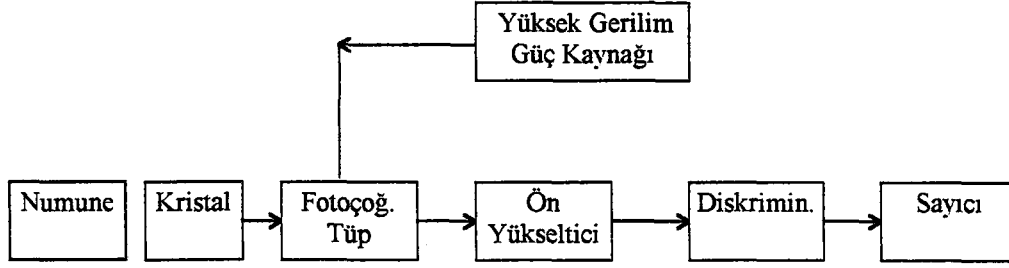 Yüksek Gerilim
Güç Kaynağı
Numune
Kristal
Fotoçoğ.
Tüp
Ön
Yükseltici
Diskrimin.
Sayıcı